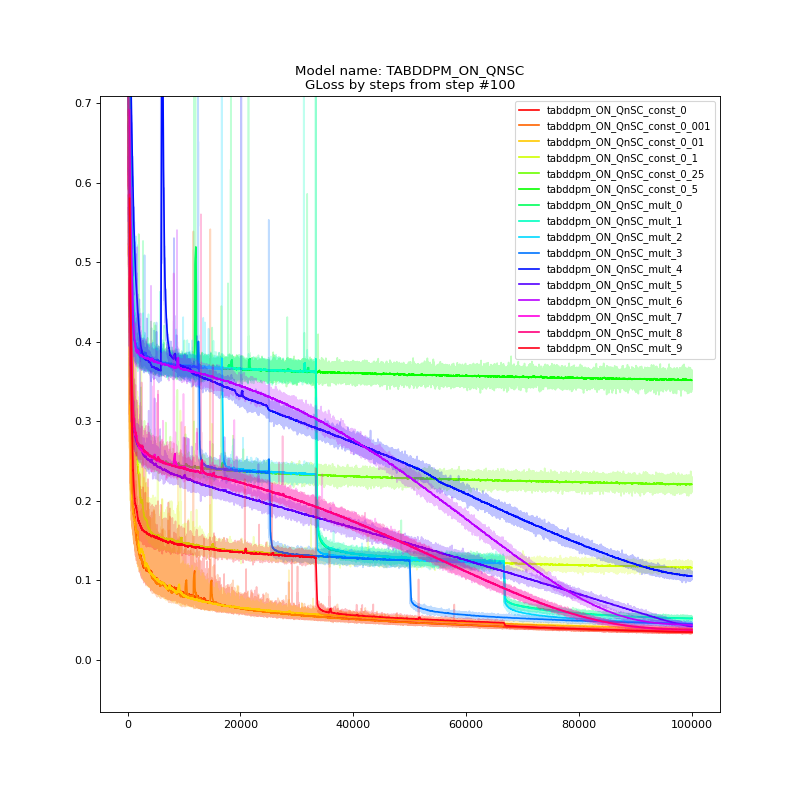 Model name: TABDDPM_ON_QNSC
GLoss by steps from step #100
0.7
0.6
0.5
0.4
0.3
0.2
0.1
0.0
tabddpm_ON_QnSC_const_0
tabddpm_ON_QnSC_const_0_001
tabddpm_ON_QnSC_const_0_01
tabddpm_ON_QnSC_const_0_1
tabddpm_ON_QnSC_const_0_25
tabddpm_ON_QnSC_const_0_5
tabddpm_ON_QnSC_mult_0
tabddpm_ON_QnSC_mult_1
tabddpm_ON_QnSC_mult_2
tabddpm_ON_QnSC_mult_3
tabddpm_ON_QnSC_mult_4
tabddpm_ON_QnSC_mult_5
tabddpm_ON_QnSC_mult_6
tabddpm_ON_QnSC_mult_7
tabddpm_ON_QnSC_mult_8
tabddpm_ON_QnSC_mult_9
0 20000 40000 60000 80000 100000